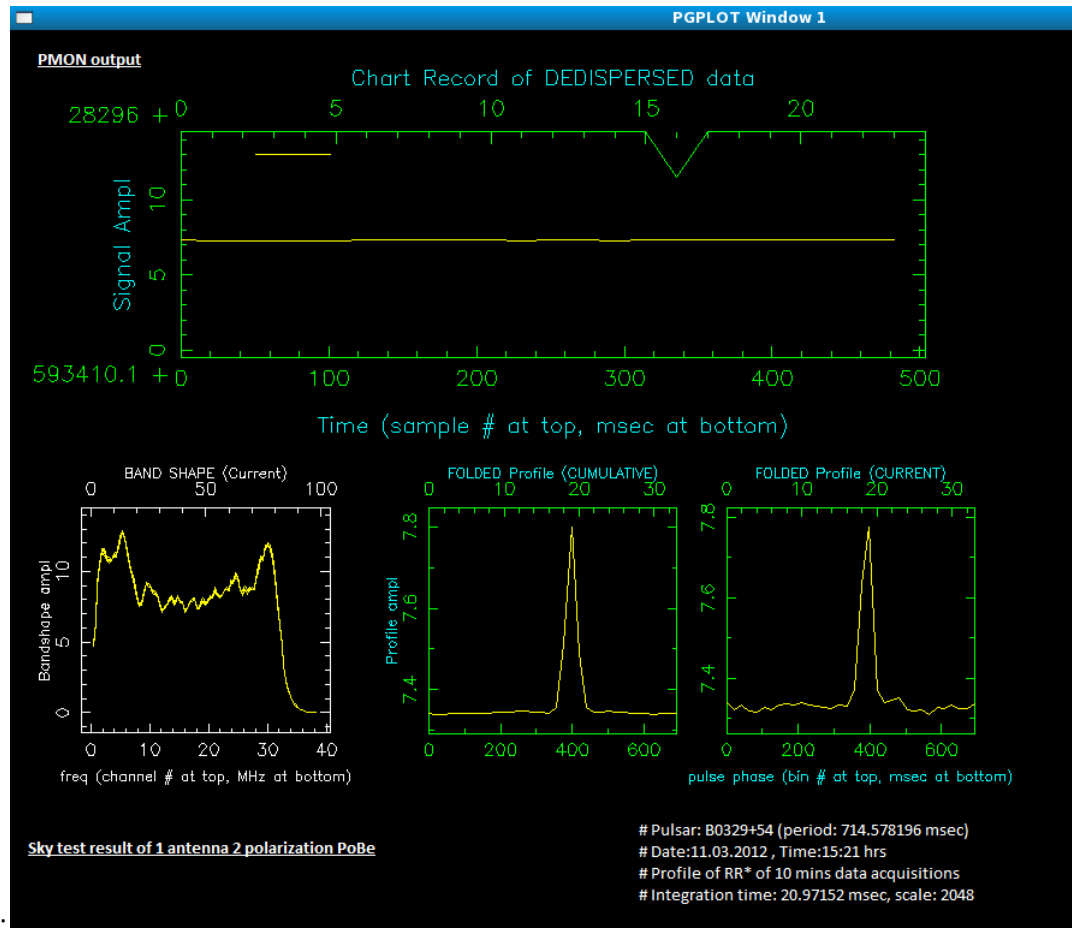 PGPLOT Window 1
PMON output
Chart Record of DEDISPERSED data
28296 + 0 5 10 15 20
Signal Ampl
10
5
0
593410.1 + 0 100 200 300 400 500
Time (sample # at top, msec at bottom)
BAND SHAPE (Current)
0 50 100
Bandshape ampl
10
5
0
0 10 20 30 40
freq (channel # at top, MHz at bottom)
FOLDED Profile (CUMULATIVE)
0 10 20 30
Profile ampl
7.8
7.6
7.4
0 200 400 600
FOLDED Profile (CURRENT)
0 10 20 30
7.8
7.6
7.4
0 200 400 600
pulse phase (bin # at top, msec at bottom)
Sky test result of 1 antenna 2 polarization PoBe
# Pulsar: B0329+54 (period: 714.578196 msec)
# Date:11.03.2012 , Time:15:21 hrs
# Profile of RR* of 10 mins data acquisitions
# Integration time: 20.97152 msec, scale: 2048